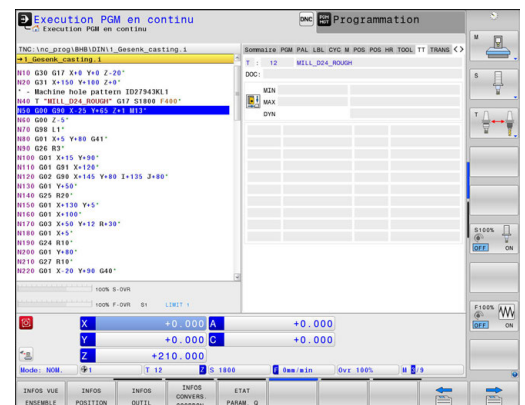 Execution PGM en continu
Execution PGM en continu
DNC
Programmation
TNC:\nc_prog\BHB\DIN\1_Gesenk_casting.i
→1_Gesenk_casting.i
N10 G30 G17 X+0 Y+0 Z-20*
N20 G31 X+150 Y+100 Z+0*
* - Machine hole pattern ID27943KL1
N40 T "MILL_D24_ROUGH" G17 S1800 F400*
N50 G00 G90 X-25 Y+65 Z+1 M13*
N60 G00 Z-5*
N70 G98 L1*
N80 G01 X+5 Y+80 G41*
N90 G26 R3*
N100 G01 X+15 Y+90*
N110 G01 G91 X+120*
N120 G02 G90 X+145 Y+80 I+135 J+80*
N130 G01 Y+50*
N140 G25 R20*
N150 G01 X+130 Y+5*
N160 G01 X+100*
N170 G03 X+50 Y+12 R+30*
N180 G01 X+5*
N190 G24 R10*
N200 G01 Y+80*
N210 G27 R10*
N220 G01 X-20 Y+90 G40*
100% S-OVR
100% F-OVR S1 LIMIT 1
Sommaire PGM PAL LBL CYC M POS POS HR TOOL TT TRANS
T : 12 MILL_D24_ROUGH
DOC:
MIN
MAX
DYN
X +0.000 A +0.000
Y +0.000 C +0.000
Z +210.000
Mode: NOM. 1 T 12 Z S 1800 F 0mm/min Ovr 100% M 5/9
M
S
T
S100%
OFF ON
F100%
OFF ON
INFOS VUE ENSEMBLE
INFOS POSITION
INFOS OUTIL
INFOS CONVERS.
ETAT PARAM. Q